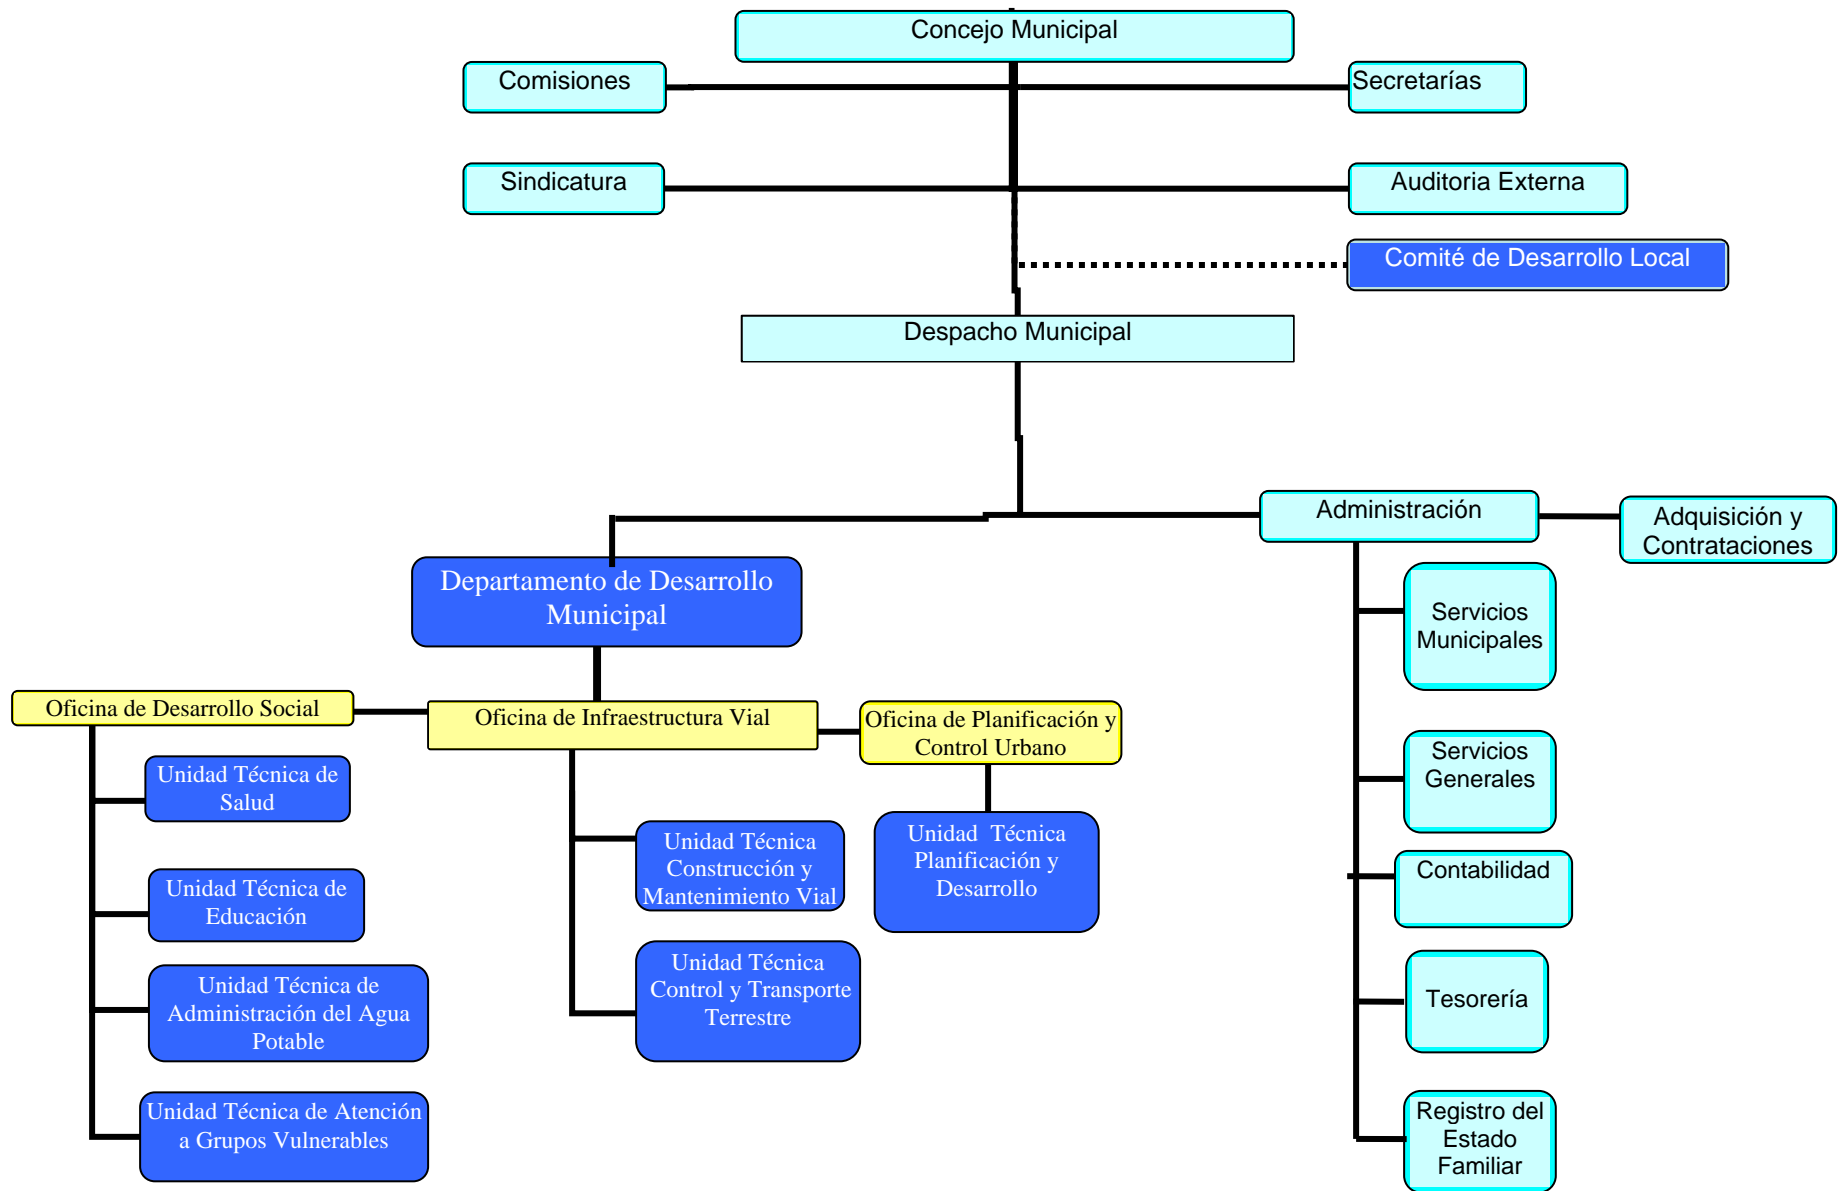 Concejo Municipal
Comisiones
Secretarías
Sindicatura
Auditoria Externa
Comité de Desarrollo Local
Despacho Municipal
Administración
Adquisición y
Contrataciones
Departamento de Desarrollo
Municipal
Servicios
Municipales
Oficina de Desarrollo Social
Oficina de Infraestructura Vial
Oficina de Planificación y
Control Urbano
Unidad Técnica de
Salud
Unidad Técnica de
Educación
Unidad Técnica de
Administración del Agua
Potable
Unidad Técnica de Atención
a Grupos Vulnerables
Unidad Técnica
Construcción y
Mantenimiento Vial
Unidad Técnica
Control y Transporte
Terrestre
Unidad  Técnica
Planificación y
Desarrollo
Servicios
Generales
Contabilidad
Tesorería
Registro del
Estado
Familiar